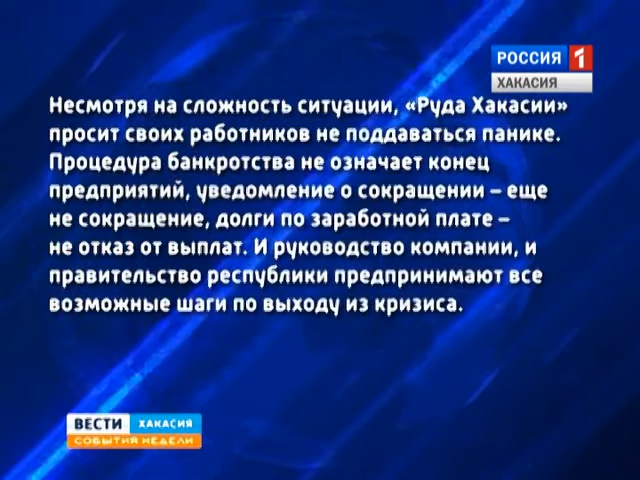 РОССИЯ 1
ХАКАСИЯ
Несмотря на сложность ситуации, «Руда Хакасии»
просит своих работников не поддаваться панике.
Процедура банкротства не означает конец
предприятий, уведомление о сокращении – еще
не сокращение, долги по заработной плате –
не отказ от выплат. И руководство компании, и
правительство республики предпринимают все
возможные шаги по выходу из кризиса.
ВЕСТИ ХАКАСИЯ
СОБЫТИЯ НЕДЕЛИ